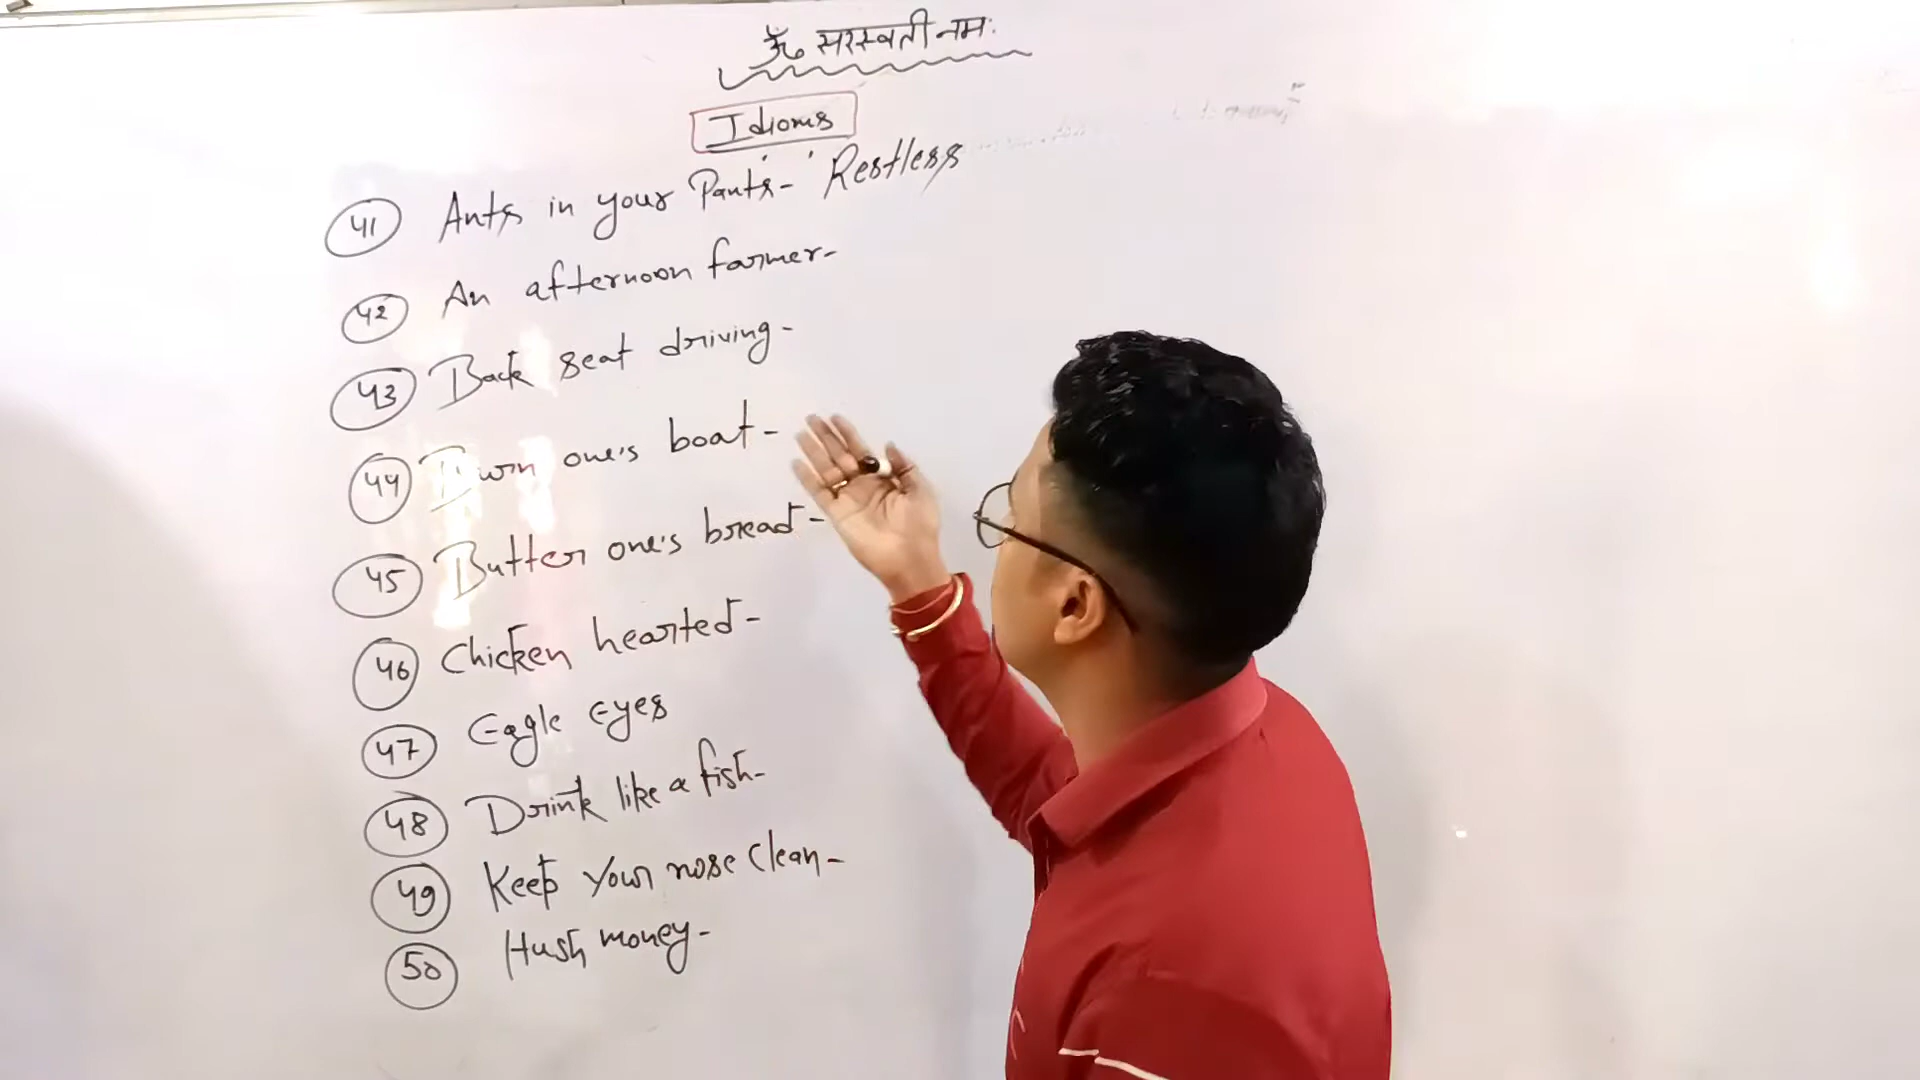 ॐ सरस्वती नमः
Idioms
41 Ants in your Pants- Restless
42 An afternoon farmer-
43 Back seat driving-
44 Burn one's boat-
45 Butter one's bread-
46 Chicken hearted-
47 Eagle Eyes
48 Drink like a fish-
49 Keep your nose clean-
50 Hush money-